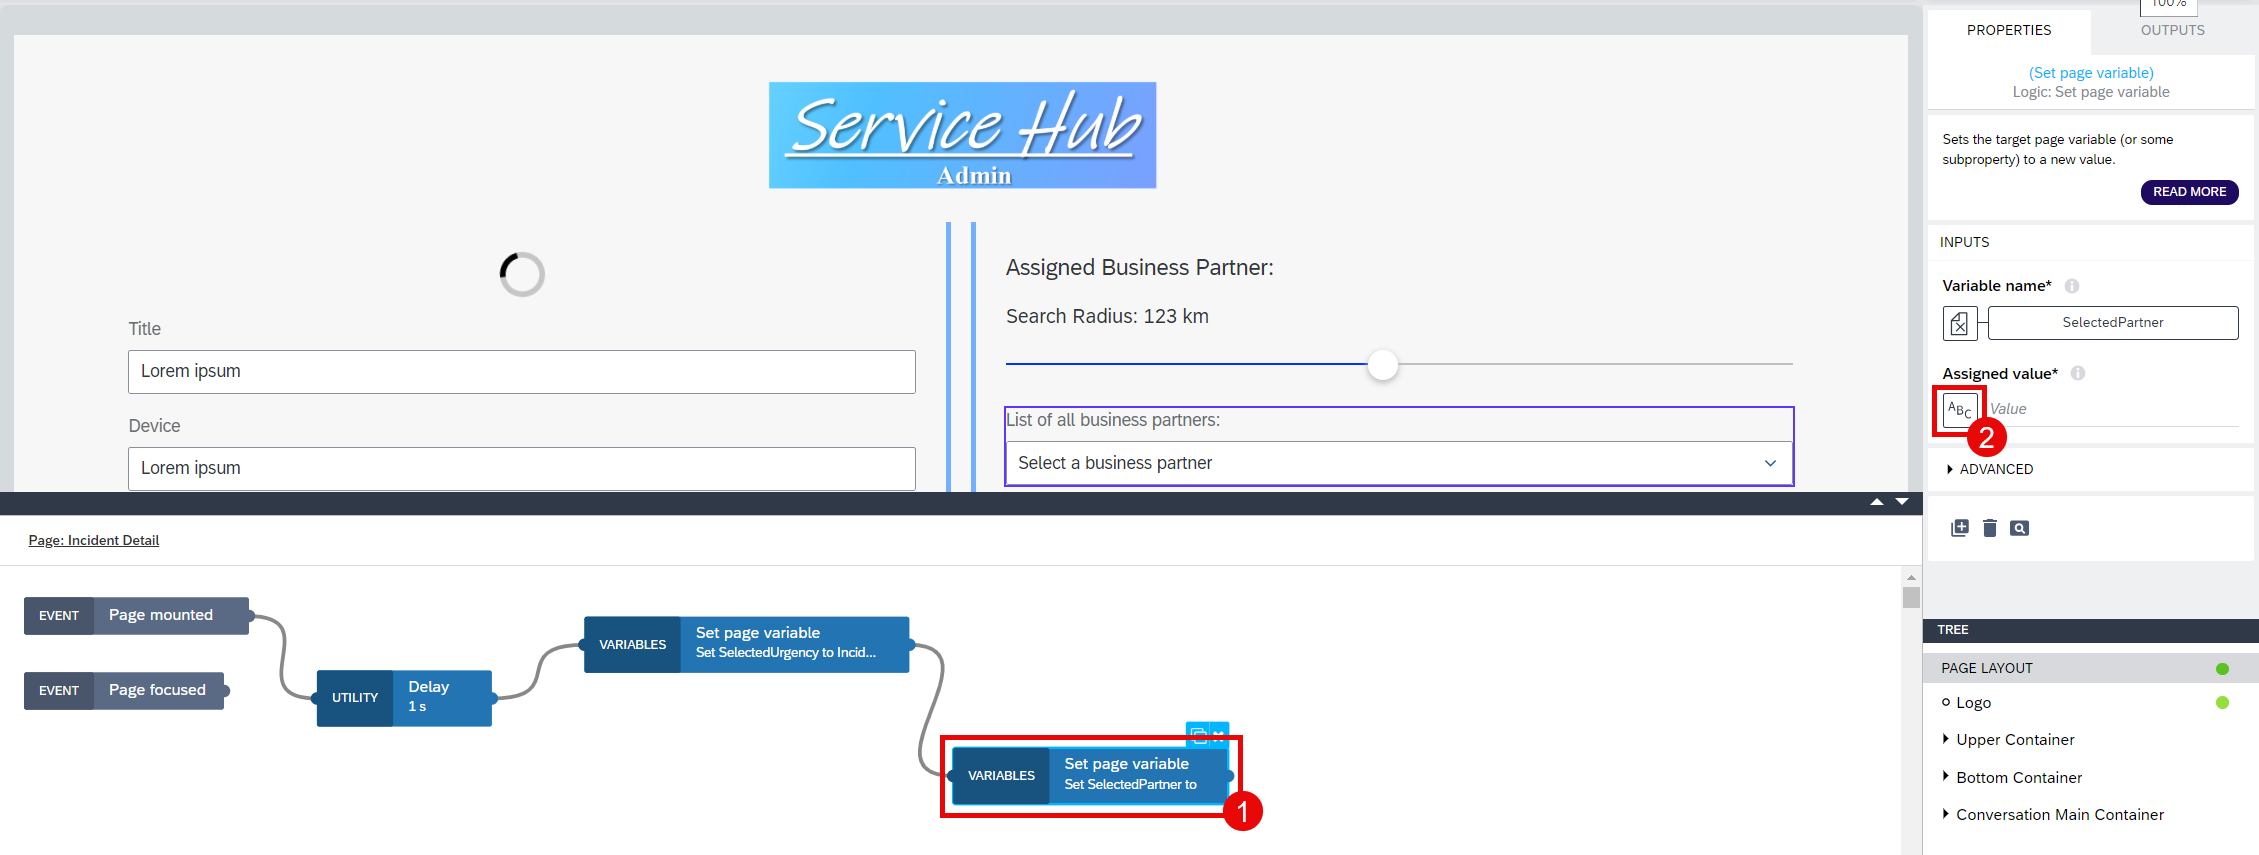 100%
PROPERTIES
OUTPUTS
(Set page variable)
Logic: Set page variable
Sets the target page variable (or some
subproperty) to a new value.
READ MORE
INPUTS
Variable name*
SelectedPartner
Assigned value*
ABC
Value
2
ADVANCED
Service Hub
Admin
Title
Lorem ipsum
Device
Lorem ipsum
Assigned Business Partner:
Search Radius: 123 km
List of all business partners:
Select a business partner
Page: Incident Detail
EVENT Page mounted
EVENT Page focused
UTILITY
Delay
1 s
VARIABLES
Set page variable
Set SelectedUrgency to Incid...
VARIABLES
Set page variable
Set SelectedPartner to
1
TREE
PAGE LAYOUT
Logo
Upper Container
Bottom Container
Conversation Main Container